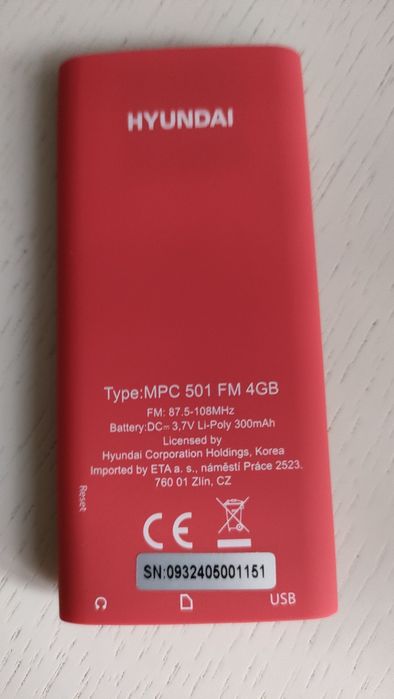 HYUNDAI
Type:MPC 501 FM 4GB
FM: 87.5-108MHz
Battery:DC⎓ 3,7V Li-Poly 300mAh
Licensed by
Hyundai Corporation Holdings, Korea
Imported by ETA a. s., náměstí Práce 2523.
760 01 Zlín, CZ
Reset
CE
SN:0932405001151
USB